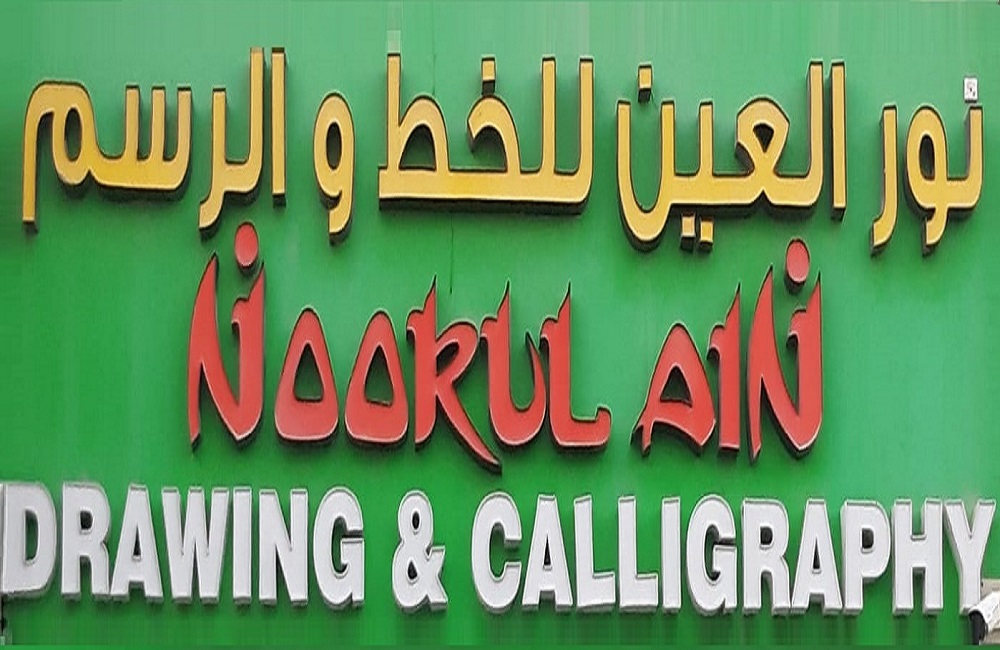 نور العين للخط و الرسم
NOORUL AIN
DRAWING & CALLIGRAPHY